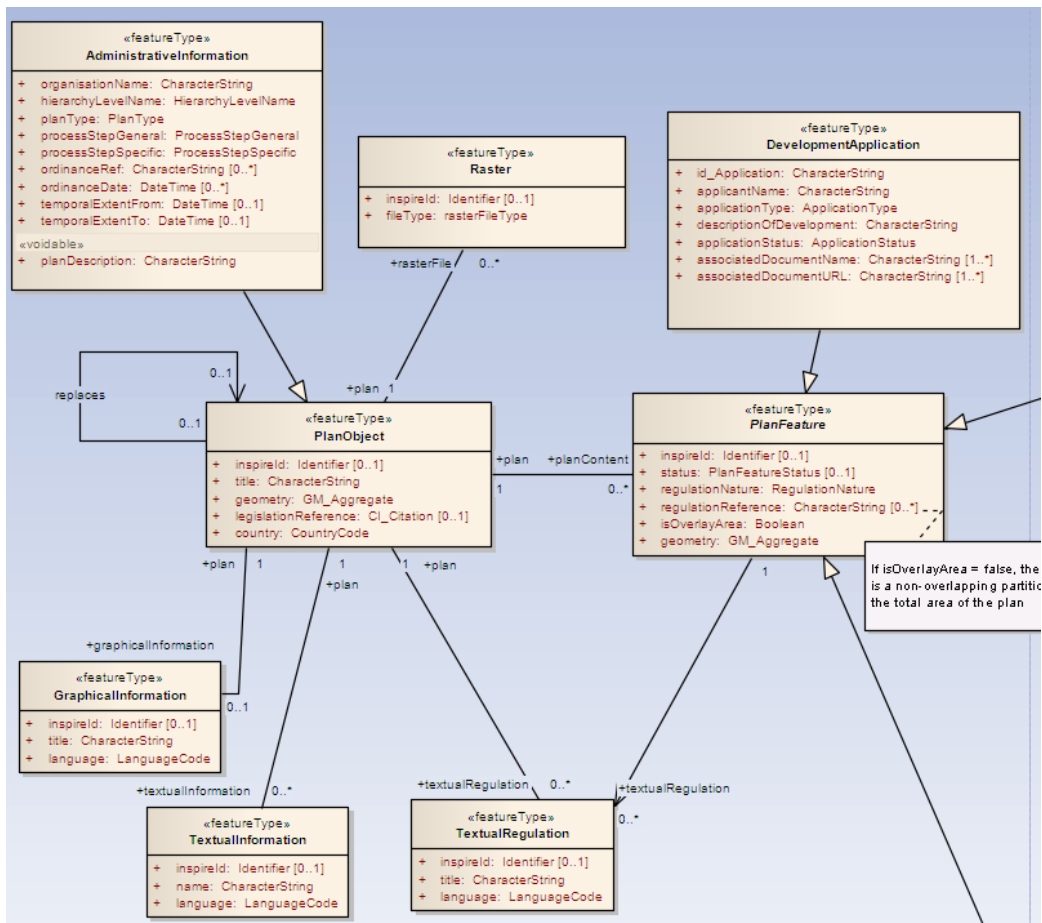 «featureType»
AdministrativeInformation
+ organisationName: CharacterString
+ hierarchyLevelName: HierarchyLevelName
+ planType: PlanType
+ processStepGeneral: ProcessStepGeneral
+ processStepSpecific: ProcessStepSpecific
+ ordinanceRef: CharacterString [0..*]
+ ordinanceDate: DateTime [0..*]
+ temporalExtentFrom: DateTime [0..1]
+ temporalExtentTo: DateTime [0..1]
«voidable»
+ planDescription: CharacterString
«featureType»
Raster
+ inspireId: Identifier [0..1]
+ fileType: rasterFileType
+rasterFile 0..*
«featureType»
DevelopmentApplication
+ id_Application: CharacterString
+ applicantName: CharacterString
+ applicationType: ApplicationType
+ descriptionOfDevelopment: CharacterString
+ applicationStatus: ApplicationStatus
+ associatedDocumentName: CharacterString [1..*]
+ associatedDocumentURL: CharacterString [1..*]
0..1
replaces
0..1
+plan 1
«featureType»
PlanObject
+ inspireId: Identifier [0..1]
+ title: CharacterString
+ geometry: GM_Aggregate
+ legislationReference: CI_Citation [0..1]
+ country: CountryCode
+plan +planContent
1 0..*
«featureType»
PlanFeature
+ inspireId: Identifier [0..1]
+ status: PlanFeatureStatus [0..1]
+ regulationNature: RegulationNature
+ regulationReference: CharacterString [0..*]
+ isOverlayArea: Boolean
+ geometry: GM_Aggregate
If isOverlayArea = false, the
is a non-overlapping partitio
the total area of the plan
+plan 1
1
+plan
1 +plan
1
+graphicalInformation
0..1
«featureType»
GraphicalInformation
+ inspireId: Identifier [0..1]
+ title: CharacterString
+ language: LanguageCode
+textualInformation 0..*
«featureType»
TextualInformation
+ inspireId: Identifier [0..1]
+ name: CharacterString
+ language: LanguageCode
+textualRegulation 0..*
+textualRegulation
0..*
«featureType»
TextualRegulation
+ inspireId: Identifier [0..1]
+ title: CharacterString
+ language: LanguageCode